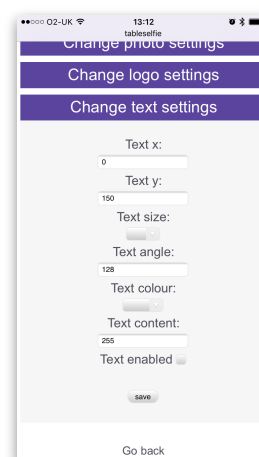 ●●○○○ O2-UK 13:12
tableselfie
Change photo settings
Change logo settings
Change text settings
Text x:
0
Text y:
150
Text size:
Text angle:
128
Text colour:
Text content:
255
Text enabled
save
Go back